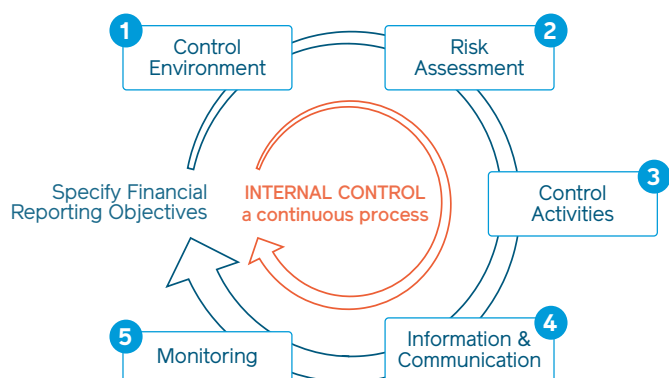 1
Control
Environment
2
Risk
Assessment
3
Control
Activities
Specify Financial
Reporting Objectives
INTERNAL CONTROL
a continuous process
4
Information &
Communication
5
Monitoring